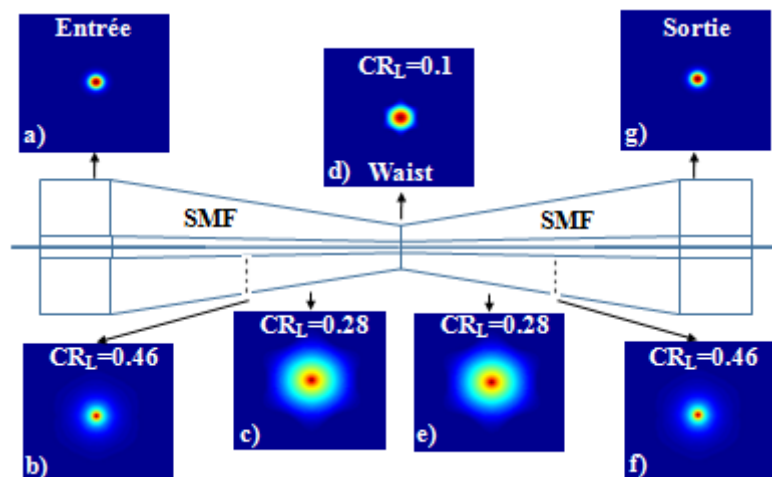 Entrée
a)
CR_L=0.1
d)
Waist
Sortie
g)
SMF
SMF
CR_L=0.46
b)
CR_L=0.28
c)
CR_L=0.28
e)
CR_L=0.46
f)